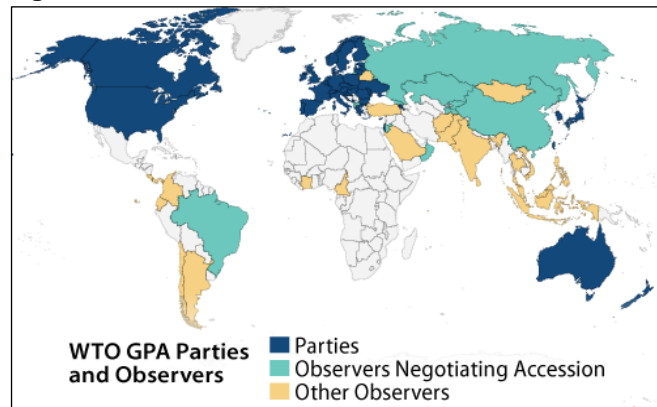 WTO GPA Parties
and Observers
Parties
Observers Negotiating Accession
Other Observers